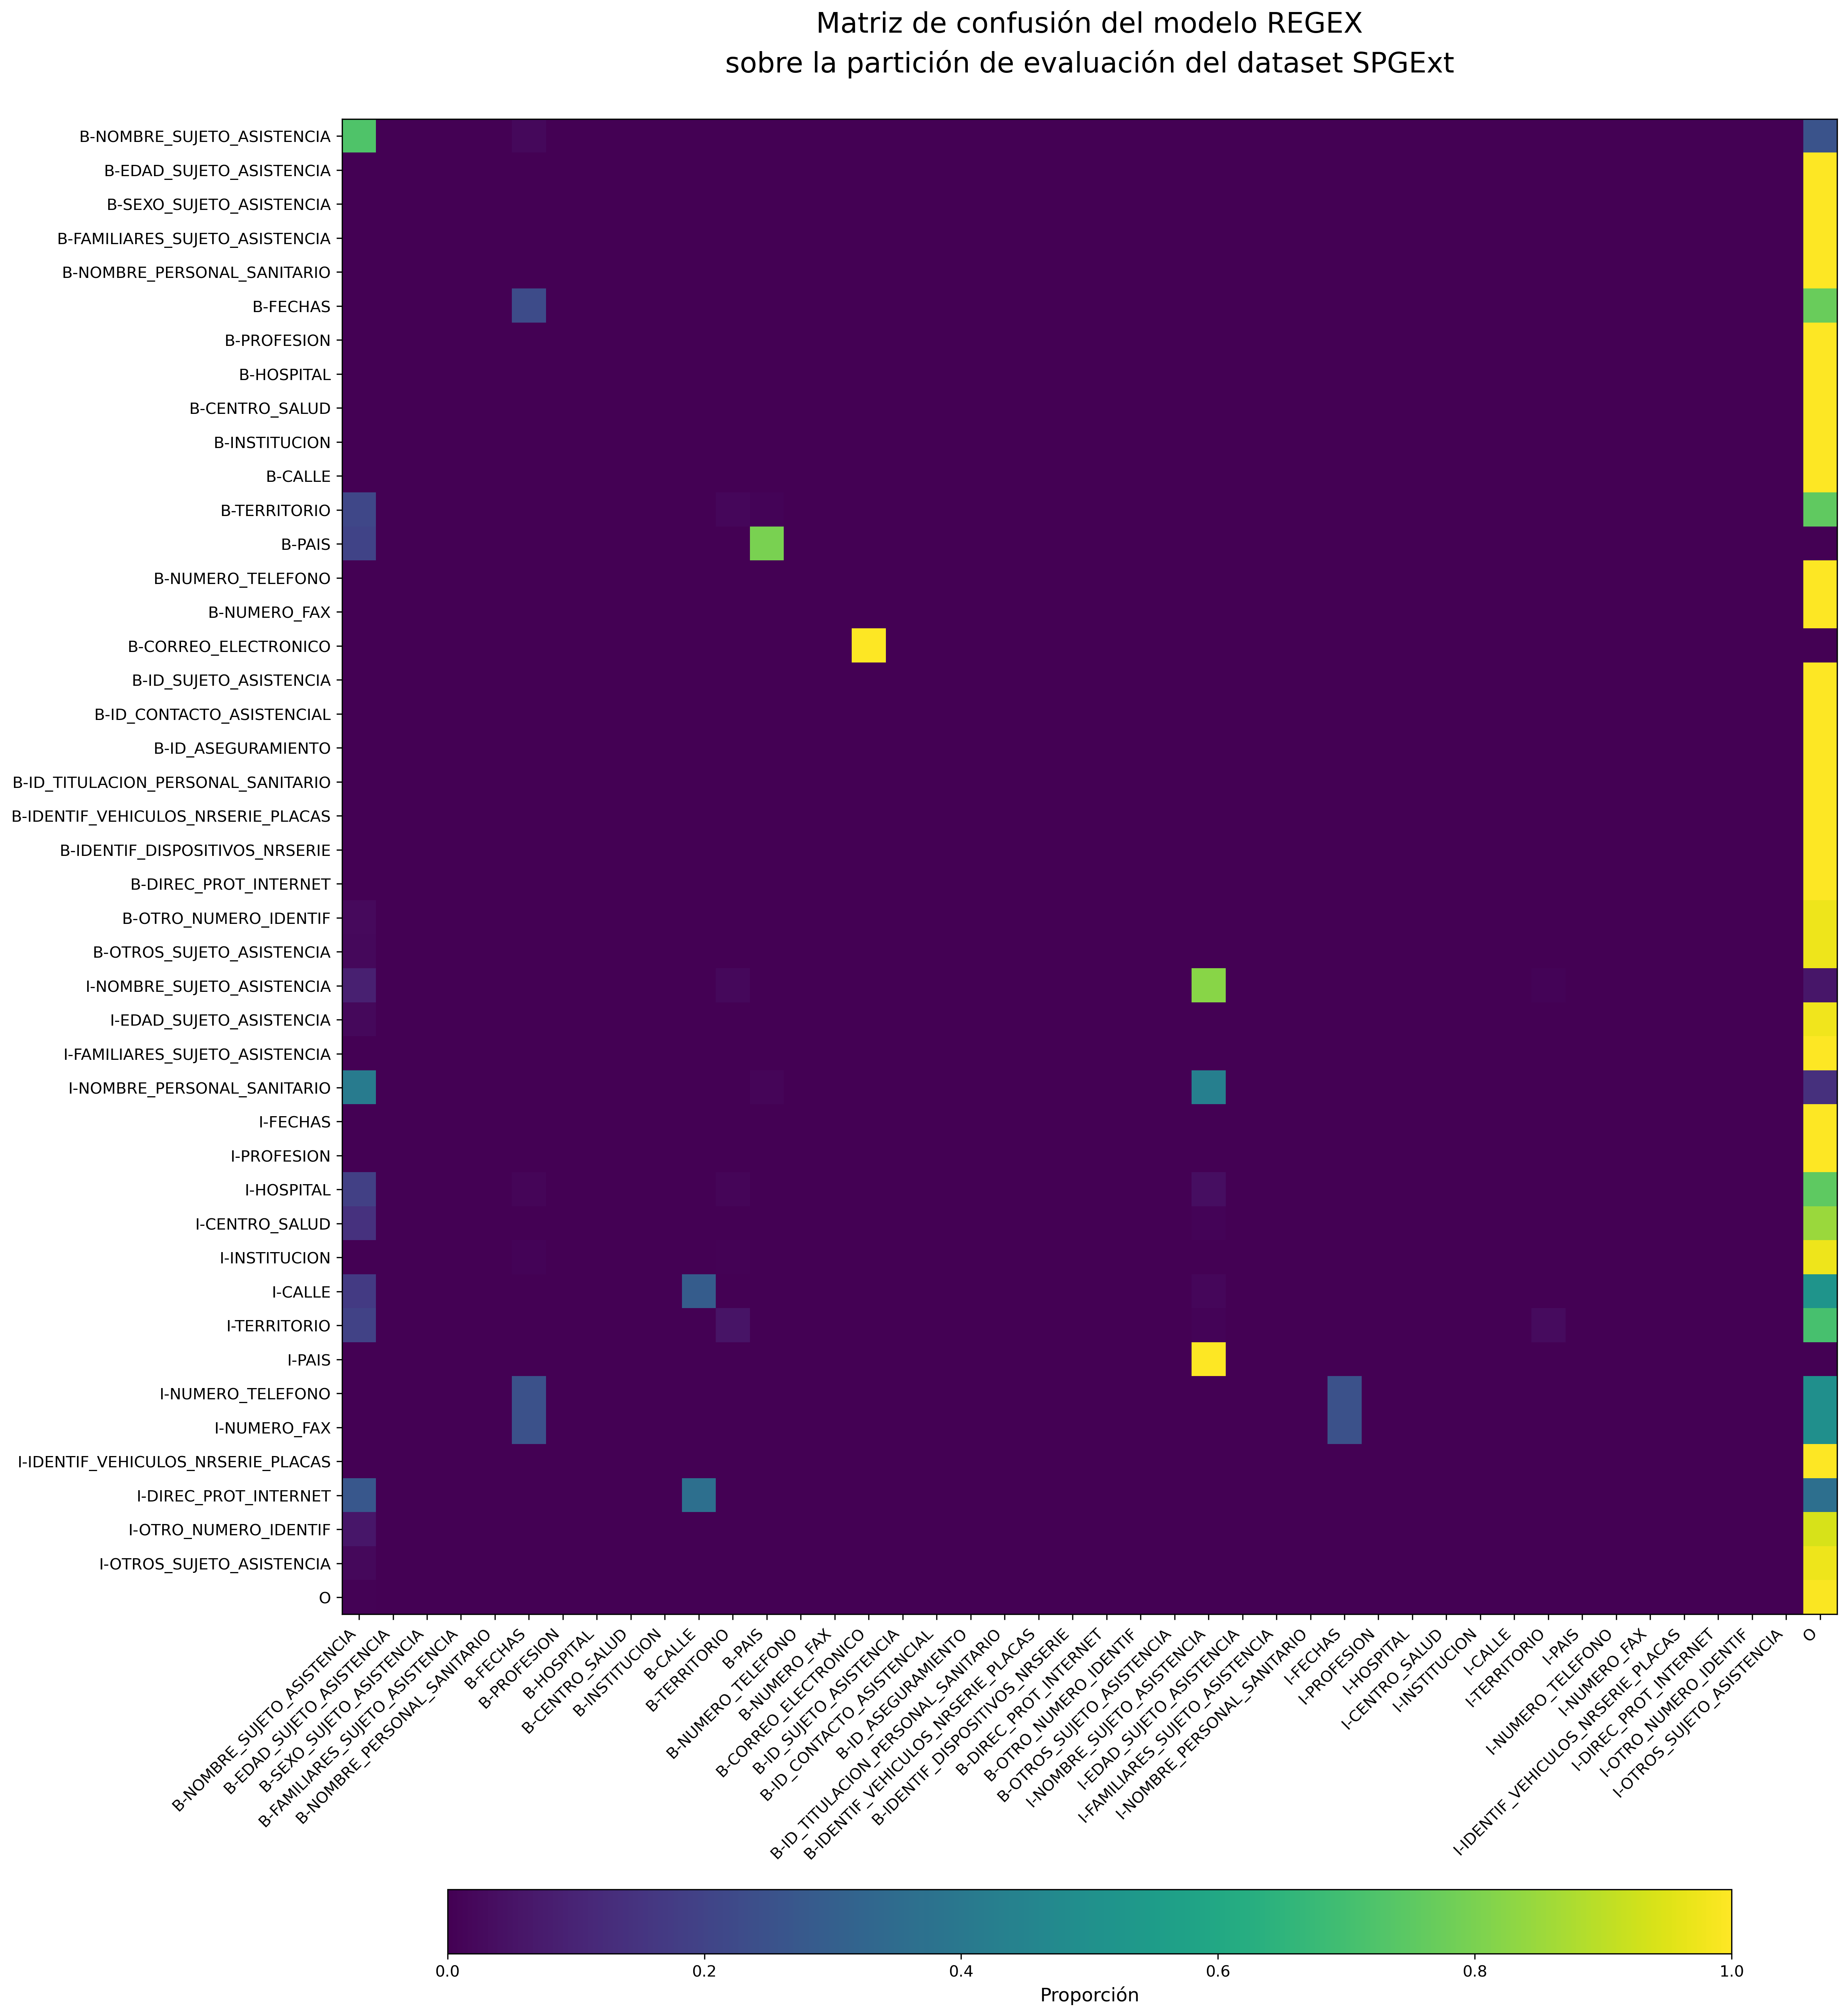 Matriz de confusión del modelo REGEX
sobre la partición de evaluación del dataset SPGExt
B-NOMBRE_SUJETO_ASISTENCIA
B-EDAD_SUJETO_ASISTENCIA
B-SEXO_SUJETO_ASISTENCIA
B-FAMILIARES_SUJETO_ASISTENCIA
B-NOMBRE_PERSONAL_SANITARIO
B-FECHAS
B-PROFESION
B-HOSPITAL
B-CENTRO_SALUD
B-INSTITUCION
B-CALLE
B-TERRITORIO
B-PAIS
B-NUMERO_TELEFONO
B-NUMERO_FAX
B-CORREO_ELECTRONICO
B-ID_SUJETO_ASISTENCIA
B-ID_CONTACTO_ASISTENCIAL
B-ID_ASEGURAMIENTO
B-ID_TITULACION_PERSONAL_SANITARIO
B-IDENTIF_VEHICULOS_NRSERIE_PLACAS
B-IDENTIF_DISPOSITIVOS_NRSERIE
B-DIREC_PROT_INTERNET
B-OTRO_NUMERO_IDENTIF
B-OTROS_SUJETO_ASISTENCIA
I-NOMBRE_SUJETO_ASISTENCIA
I-EDAD_SUJETO_ASISTENCIA
I-FAMILIARES_SUJETO_ASISTENCIA
I-NOMBRE_PERSONAL_SANITARIO
I-FECHAS
I-PROFESION
I-HOSPITAL
I-CENTRO_SALUD
I-INSTITUCION
I-CALLE
I-TERRITORIO
I-PAIS
I-NUMERO_TELEFONO
I-NUMERO_FAX
I-IDENTIF_VEHICULOS_NRSERIE_PLACAS
I-DIREC_PROT_INTERNET
I-OTRO_NUMERO_IDENTIF
I-OTROS_SUJETO_ASISTENCIA
O
B-NOMBRE_SUJETO_ASISTENCIA
B-EDAD_SUJETO_ASISTENCIA
B-SEXO_SUJETO_ASISTENCIA
B-FAMILIARES_SUJETO_ASISTENCIA
B-NOMBRE_PERSONAL_SANITARIO
B-FECHAS
B-PROFESION
B-HOSPITAL
B-CENTRO_SALUD
B-INSTITUCION
B-CALLE
B-TERRITORIO
B-PAIS
B-NUMERO_TELEFONO
B-NUMERO_FAX
B-CORREO_ELECTRONICO
B-ID_SUJETO_ASISTENCIA
B-ID_CONTACTO_ASISTENCIAL
B-ID_ASEGURAMIENTO
B-ID_TITULACION_PERSONAL_SANITARIO
B-IDENTIF_VEHICULOS_NRSERIE_PLACAS
B-IDENTIF_DISPOSITIVOS_NRSERIE
B-DIREC_PROT_INTERNET
B-OTRO_NUMERO_IDENTIF
B-OTROS_SUJETO_ASISTENCIA
I-NOMBRE_SUJETO_ASISTENCIA
I-EDAD_SUJETO_ASISTENCIA
I-FAMILIARES_SUJETO_ASISTENCIA
I-NOMBRE_PERSONAL_SANITARIO
I-FECHAS
I-PROFESION
I-HOSPITAL
I-CENTRO_SALUD
I-INSTITUCION
I-CALLE
I-TERRITORIO
I-PAIS
I-NUMERO_TELEFONO
I-NUMERO_FAX
I-IDENTIF_VEHICULOS_NRSERIE_PLACAS
I-DIREC_PROT_INTERNET
I-OTRO_NUMERO_IDENTIF
I-OTROS_SUJETO_ASISTENCIA
O
0.0 0.2 0.4 0.6 0.8 1.0
Proporción